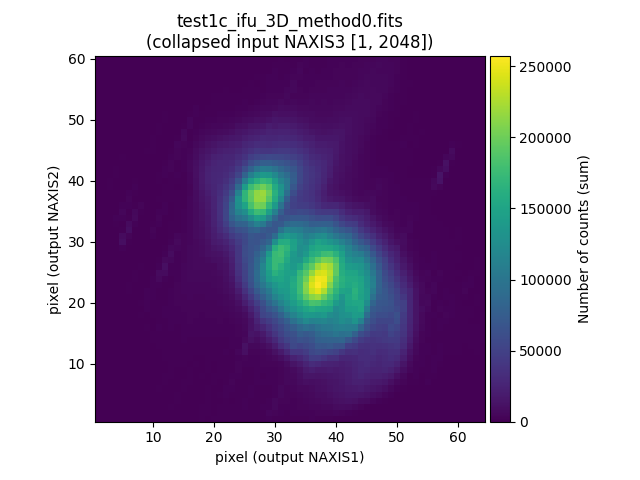 test1c_ifu_3D_method0.fits
(collapsed input NAXIS3 [1, 2048])
60
50
40
30
20
10
pixel (output NAXIS2)
10 20 30 40 50 60
pixel (output NAXIS1)
250000
200000
150000
100000
50000
0
Number of counts (sum)